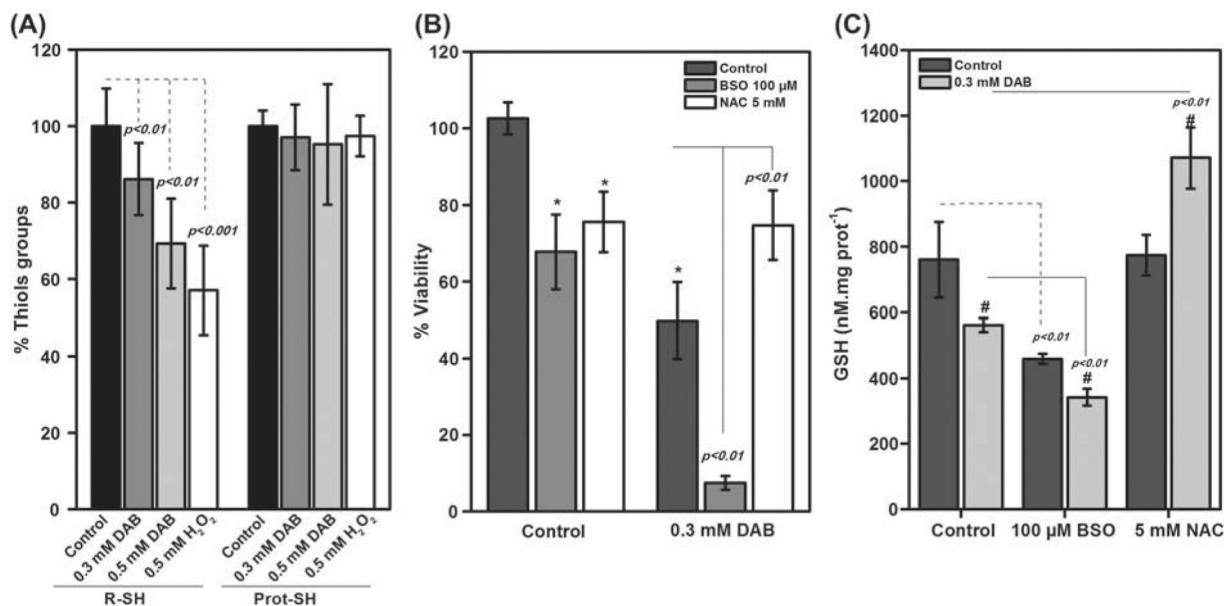 (A)
120
100
80
60
40
20
0
% Thiols groups
p<0.01
p<0.01
p<0.001
Control
0.3 mM DAB
0.5 mM DAB
0.5 mM H₂O₂
Control
0.3 mM DAB
0.5 mM DAB
0.5 mM H₂O₂
R-SH
Prot-SH
(B)
120
100
80
60
40
20
0
% Viability
Control
BSO 100 µM
NAC 5 mM
*
*
*
p<0.01
p<0.01
Control
0.3 mM DAB
(C)
1400
1200
1000
800
600
400
200
0
GSH (nM.mg prot⁻¹)
Control
0.3 mM DAB
p<0.01
#
#
p<0.01
p<0.01
#
Control
100 µM BSO
5 mM NAC